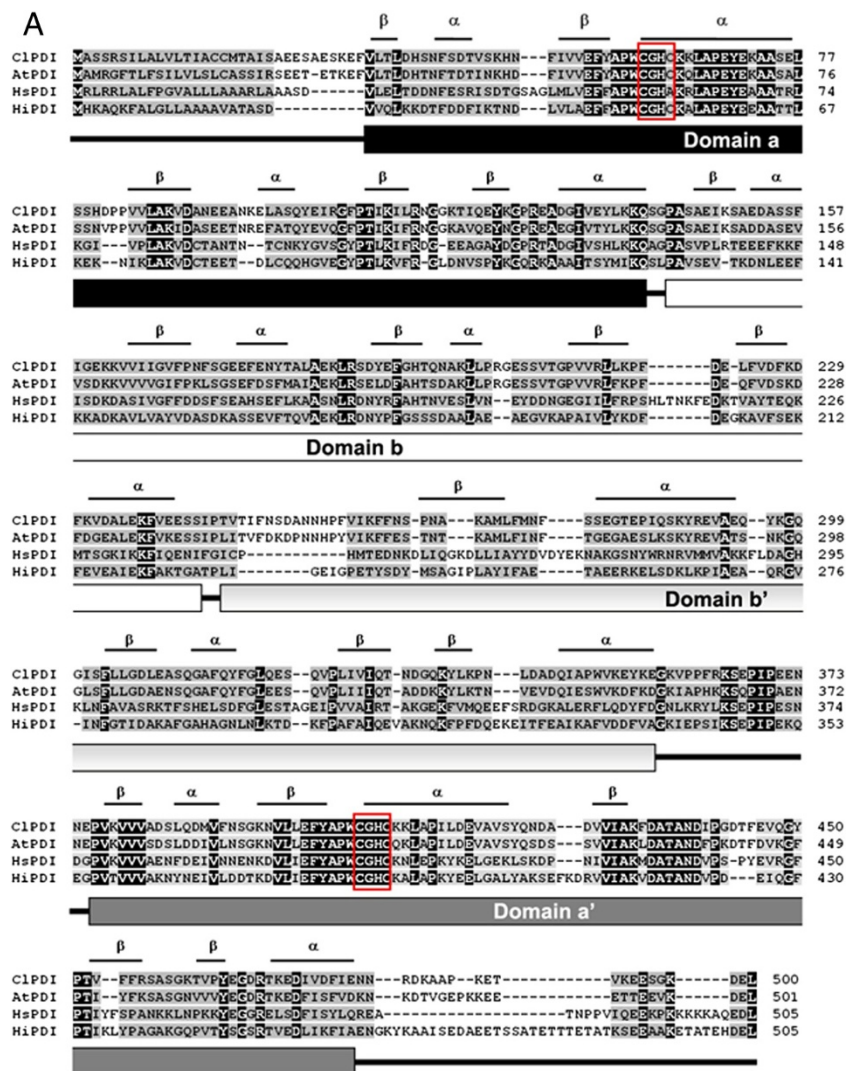 A
β α β α
ClPDI MASSRSILALVLTIACCMTAISAEESAESKEFVLTLDHSNFSDTVSKHN---FIVVEFYAPWCGHCKKLAPEYEKAASEL 77
AtPDI MAMRGFTLFSILVLSLCASSIRSEET-ETKEFVLTLDHTNFTDTINKHD---FIVVEFYAPWCGHCKQLAPEYEKAASAL 76
HsPDI MRLRRLALFPGVALLLAAARLAAASD------VLELTDDNFESRISDTGSAGLMLVEFYAPWCGHAKRLAPEYEAAATRL 74
HiPDI MHKAQKFALGLLAAAAVATASD----------VVQLKKDTFDDFIKTND---LVLAEFYAPWCGHCKALAPEYEEAATTL 67
Domain a
β α β β α β α
ClPDI SSHDPPVVLAKVDANEEANKELASQYEIRGFPTIKILRNGGKTIQEYKGPREADGIVEYLKKQSGPASAEIKSAEDASSF 157
AtPDI SSNVPPVVLAKIDASEETNREFATQYEVQGFPTIKIFRNGGKAVQEYKGPREAEGIVTYLKKQSGPASAEIKSADDASEV 156
HsPDI KGI---VPLAKVDCTANTNT-TCNKYGVSGYPTLKIFRDG-EEAGAYDGPRTADGIVSHLKKQAGPASVPLRTEEEFKKF 148
HiPDI KEK--NIKLAKVDCTEETD--LCQQHGVEGYPTLKVFRG-LDNVSPYKGQRKAAAITSYMIKQSLPAVSEV-TKDNLEEF 141
β α β α β β
ClPDI IGEKKVVIIGVFPNFSGEEFENYTALAEKLRSDYEFGHTQNAKLLPRGESSVTGPVVRLLKPF-------DE-LFVDFKD 229
AtPDI VSDKKVVVVGIFPKLSGSEFDSFMAIAEKLRSELDFAHTSDAKLLPRGESSVTGPVVRLFKPF-------DE-QFVDSKD 228
HsPDI ISDKDASIVGFFDDSFSEAHSEFLKAASNLRDNYRFAHTNVESLVN--EYDDNGEGIILFRPSHLTNKFEDKTVAYTEQK 226
HiPDI KKADKAVLVAYVDASDKASSEVFTQVAEKLRDNYPFGSSSDAALAE--AEGVKAPAIVLYKDF-------DEGKAVFSEK 212
Domain b
α β α
ClPDI FKVDALEKFVEESSIPTVTIFNSDANNHPFVIKFFNS-PNA---KAMLFMNF-----SSEGTEPIQSKYREVAEQ--YKGQ 299
AtPDI FDGEALEKFVKESSIPLITVFDKDPNNHPYVIKFFES-TNT---KAMLFINF-----TGEGAESLKSKYREVATS--NKGQ 298
HsPDI MTSGKIKKFIQENIFGICP---------HMTEDNKDLIQGKDLLIAYYDVDYEKNAKGSNYWRNRVMMVAKKFLDAGH 295
HiPDI FEVEAIEKFAKTGATPLI------GEIGPETYSDY-MSAGIPLAYIFAE-----TAEERKELSDKLKPIAEA--QRGV 276
Domain b’
β α β β α
ClPDI GISFLLGDLEASQGAFQYFGLQES--QVPLIVIQT-NDGQKYLKPN---LDADQIAPWVKEYKEGKVPPFRKSEPIPEEN 373
AtPDI GLSFLLGDAENSQGAFQYFGLEES--QVPLIIIQT-ADDKKYLKTN---VEVDQIESWVKDFKDGKIAPHKKSQPIPAEN 372
HsPDI KLNFAVASRKTFSHELSDFGLESTAGEIPVVAIRT-AKGEKFVMQEEFSRDGKALERFLQDYFDGNLKRYLKSEPIPESN 374
HiPDI -INFGTIDAKAFGAHAGNLNLKTD--KFPAFAIQEVAKNQKFPFDQEKEITFEAIKAFVDDFVAGKIEPSIKSEPIPEKQ 353
β α β α β
ClPDI NEPVKVVVADSLQDMVFNSGKNVLLEFYAPWCGHCKKLAPILDEVAVSYQNDA---DVVIAKFDATANDIPGDTFEVQGY 450
AtPDI NEPVKVVVSDSLDDIVLNSGKNVLLEFYAPWCGHCQKLAPILDEVAVSYQSDS---SVVIAKLDATANDFPKDTFDVKGF 449
HsPDI DGPVKVVVAENFDEIVNNENKDVLIEFYAPWCGHCKNLEPKYKELGEKLSKDP---NIVIAKMDATANDVPS-PYEVRGF 450
HiPDI EGPVTVVVAKNYNEIVLDDTKDVLIEFYAPWCGHCKALAPKYEELGALYAKSEFKDRVVIAKVDATANDVPD---EIQGF 430
Domain a’
β β α
ClPDI PTV--FFRSASGKTVPYEGDRTKEDIVDFIENN---RDKAAP--KET------------VKEESGK------DEL 500
AtPDI PTI--YFKSASGNVVVYEGDRTKEDFISFVDKN---KDTVGEPKKEE------------ETTEEVK------DEL 501
HsPDI PTIYFSPANKKLNPKKYEGGRELSDFISYLQREA--------------------TNPPVIQEEKPKKKKKAQEDL 505
HiPDI PTIKLYPAGAKGQPVTYSGSRTVEDLIKFIAENGKYKAAISEDAEETSSATETTTETATKSEEAAKETATEHDEL 505